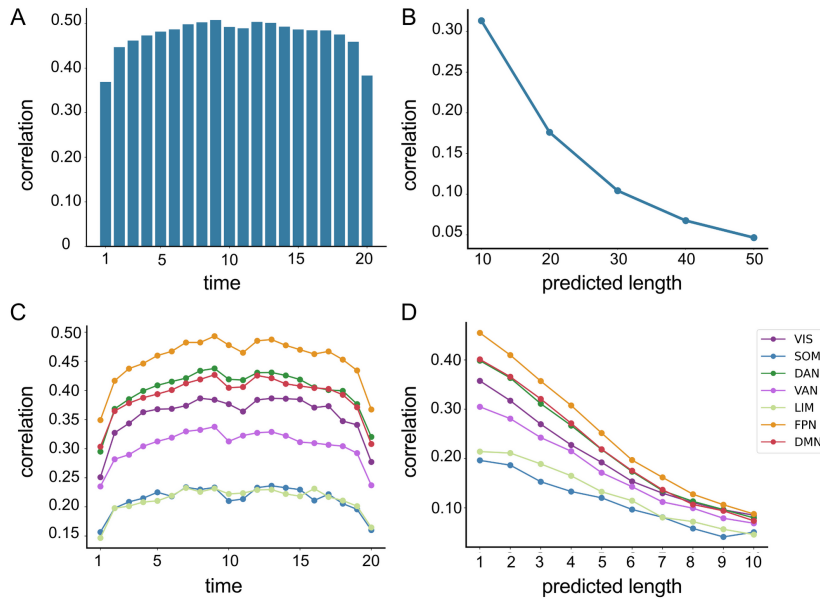 A
0.50
0.40
correlation
0.30
0.20
0.10
0
1 5 10 15 20
time
B
0.30
0.25
correlation
0.20
0.15
0.10
0.05
10 20 30 40 50
predicted length
C
0.50
0.45
0.40
correlation
0.35
0.30
0.25
0.20
0.15
1 5 10 15 20
time
D
0.40
correlation
0.30
0.20
0.10
1 2 3 4 5 6 7 8 9 10
predicted length
VIS
SOM
DAN
VAN
LIM
FPN
DMN